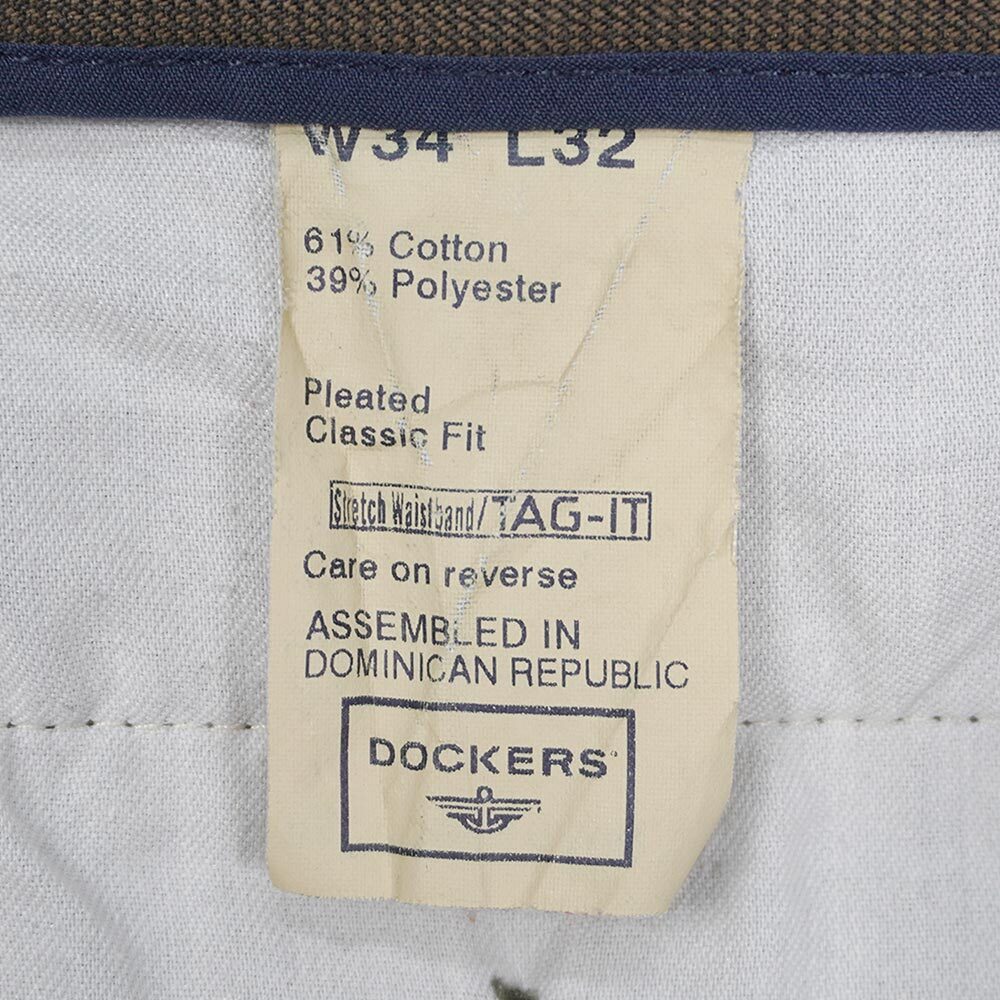 W34 L32
61% Cotton
39% Polyester
Pleated
Classic Fit
Stretch Waistband/TAG-IT
Care on reverse
ASSEMBLED IN
DOMINICAN REPUBLIC
DOCKERS